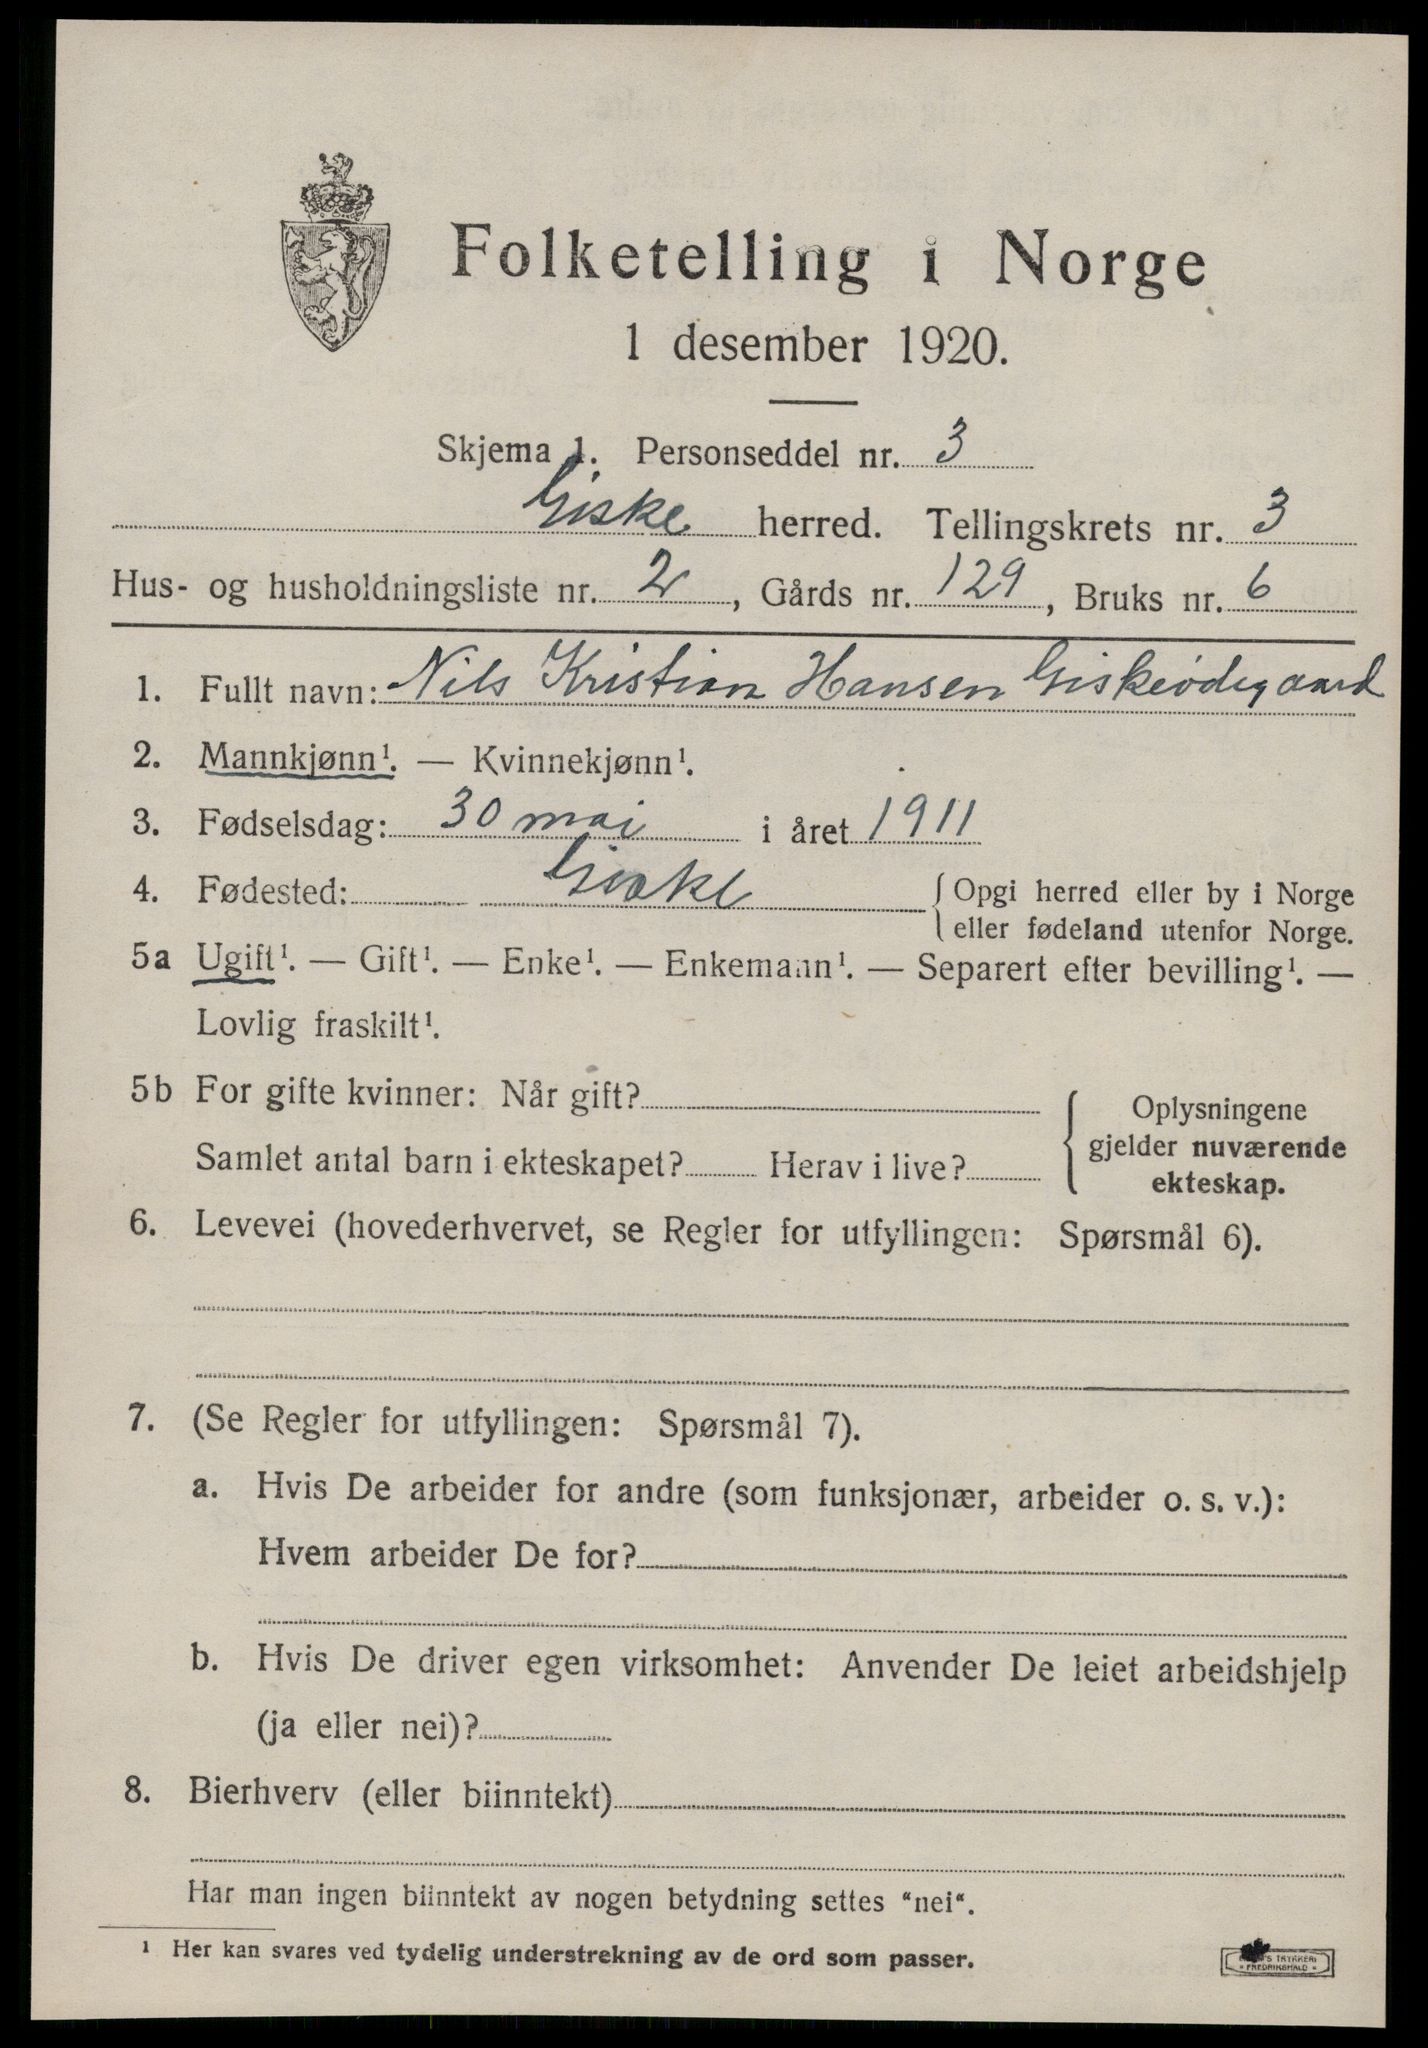 Folketelling i Norge
1 desember 1920.
Skjema 1. Personseddel nr. 3
Giske herred. Tellingskrets nr. 3
Hus- og husholdningsliste nr. 2, Gårds nr. 129, Bruks nr. 6
1. Fullt navn: Nils Kristian Hansen Giskeødegaard
2. Mannkjønn¹. — Kvinnekjønn¹.
3. Fødselsdag: 30 mai i året 1911
4. Fødested: Giske { Opgi herred eller by i Norge
eller fødeland utenfor Norge.
5a Ugift¹. — Gift¹. — Enke¹. — Enkemann¹. — Separert efter bevilling¹. —
Lovlig fraskilt¹.
5b For gifte kvinner: Når gift?
Samlet antal barn i ekteskapet? Herav i live?
{ Oplysningene
gjelder nuværende
ekteskap.
6. Levevei (hovederhvervet, se Regler for utfyllingen: Spørsmål 6).
7. (Se Regler for utfyllingen: Spørsmål 7).
a. Hvis De arbeider for andre (som funksjonær, arbeider o. s. v.):
Hvem arbeider De for?
b. Hvis De driver egen virksomhet: Anvender De leiet arbeidshjelp
(ja eller nei)?
8. Bierhverv (eller biinntekt)
Har man ingen biinntekt av nogen betydning settes "nei".
¹ Her kan svares ved tydelig understrekning av de ord som passer.
TRYKKERI
FREDRIKSHALD